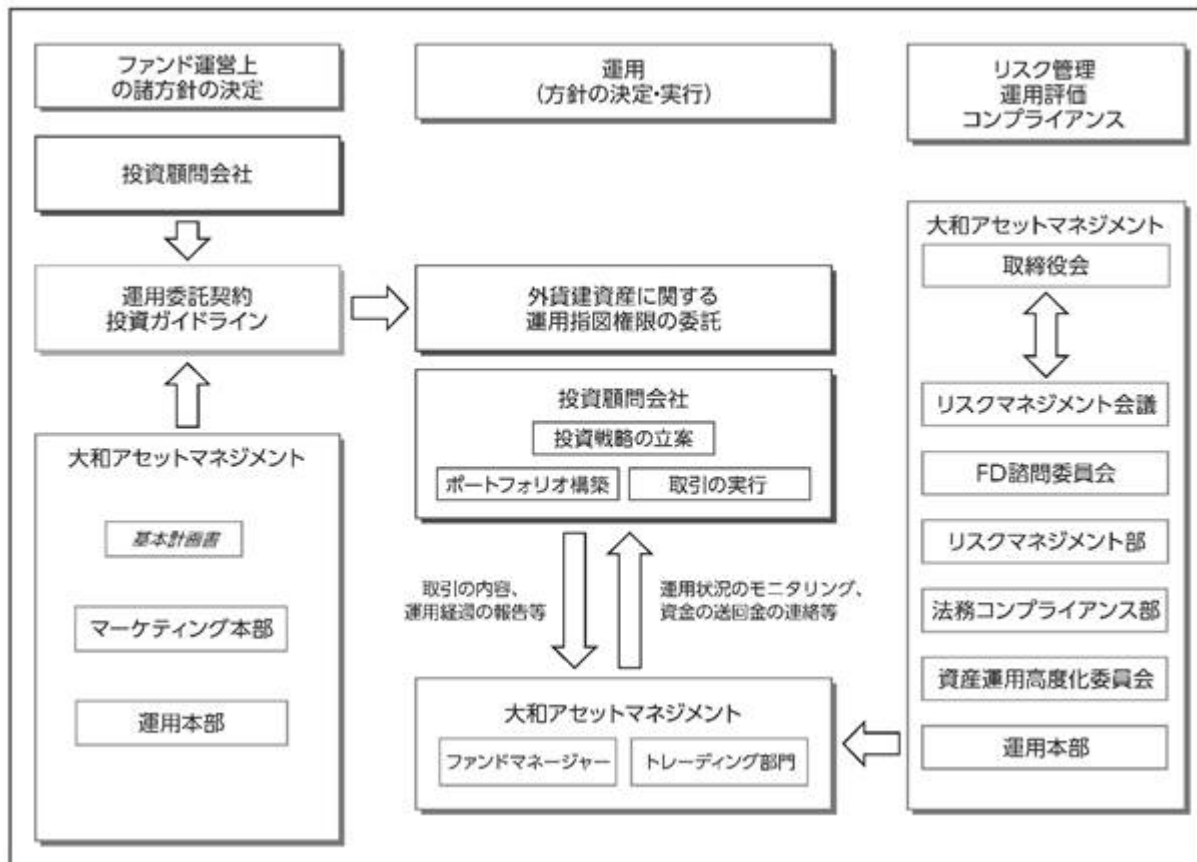 ファンド運営上
の諸方針の決定
投資顧問会社
運用委託契約
投資ガイドライン
大和アセットマネジメント
基本計画書
マーケティング本部
運用本部
運用
(方針の決定・実行)
外貨建資産に関する
運用指図権限の委託
投資顧問会社
投資戦略の立案
ポートフォリオ構築
取引の実行
取引の内容、
運用経過の報告等
運用状況のモニタリング、
資金の送回金の連絡等
大和アセットマネジメント
ファンドマネージャー
トレーディング部門
リスク管理
運用評価
コンプライアンス
大和アセットマネジメント
取締役会
リスクマネジメント会議
FD諮問委員会
リスクマネジメント部
法務コンプライアンス部
資産運用高度化委員会
運用本部